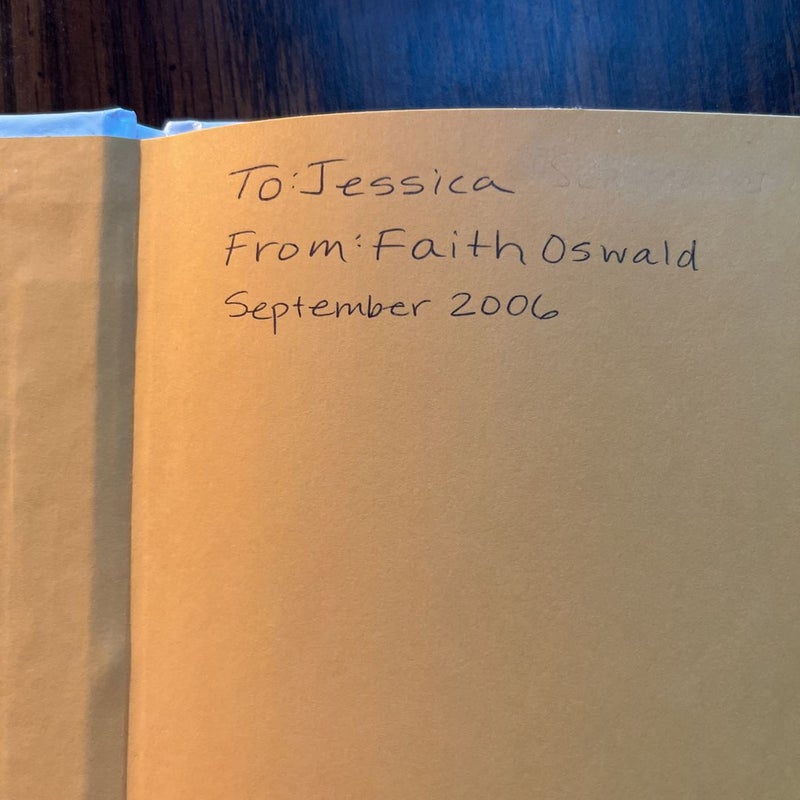 To: Jessica
From: Faith Oswald
September 2006